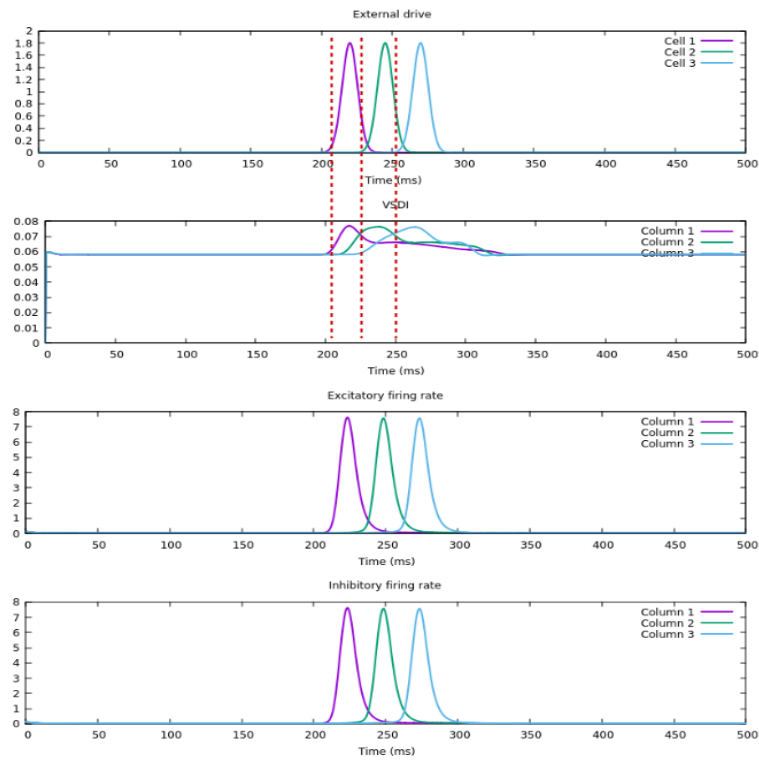 External drive
2
1.8
1.6
1.4
1.2
1
0.8
0.6
0.4
0.2
0
Cell 1
Cell 2
Cell 3
0 50 100 150 200 250 300 350 400 450 500
Time (ms)
VSDI
0.08
0.07
0.06
0.05
0.04
0.03
0.02
0.01
0
Column 1
Column 2
Column 3
0 50 100 150 200 250 300 350 400 450 500
Time (ms)
Excitatory firing rate
8
7
6
5
4
3
2
1
0
Column 1
Column 2
Column 3
0 50 100 150 200 250 300 350 400 450 500
Time (ms)
Inhibitory firing rate
8
7
6
5
4
3
2
1
0
Column 1
Column 2
Column 3
0 50 100 150 200 250 300 350 400 450 500
Time (ms)